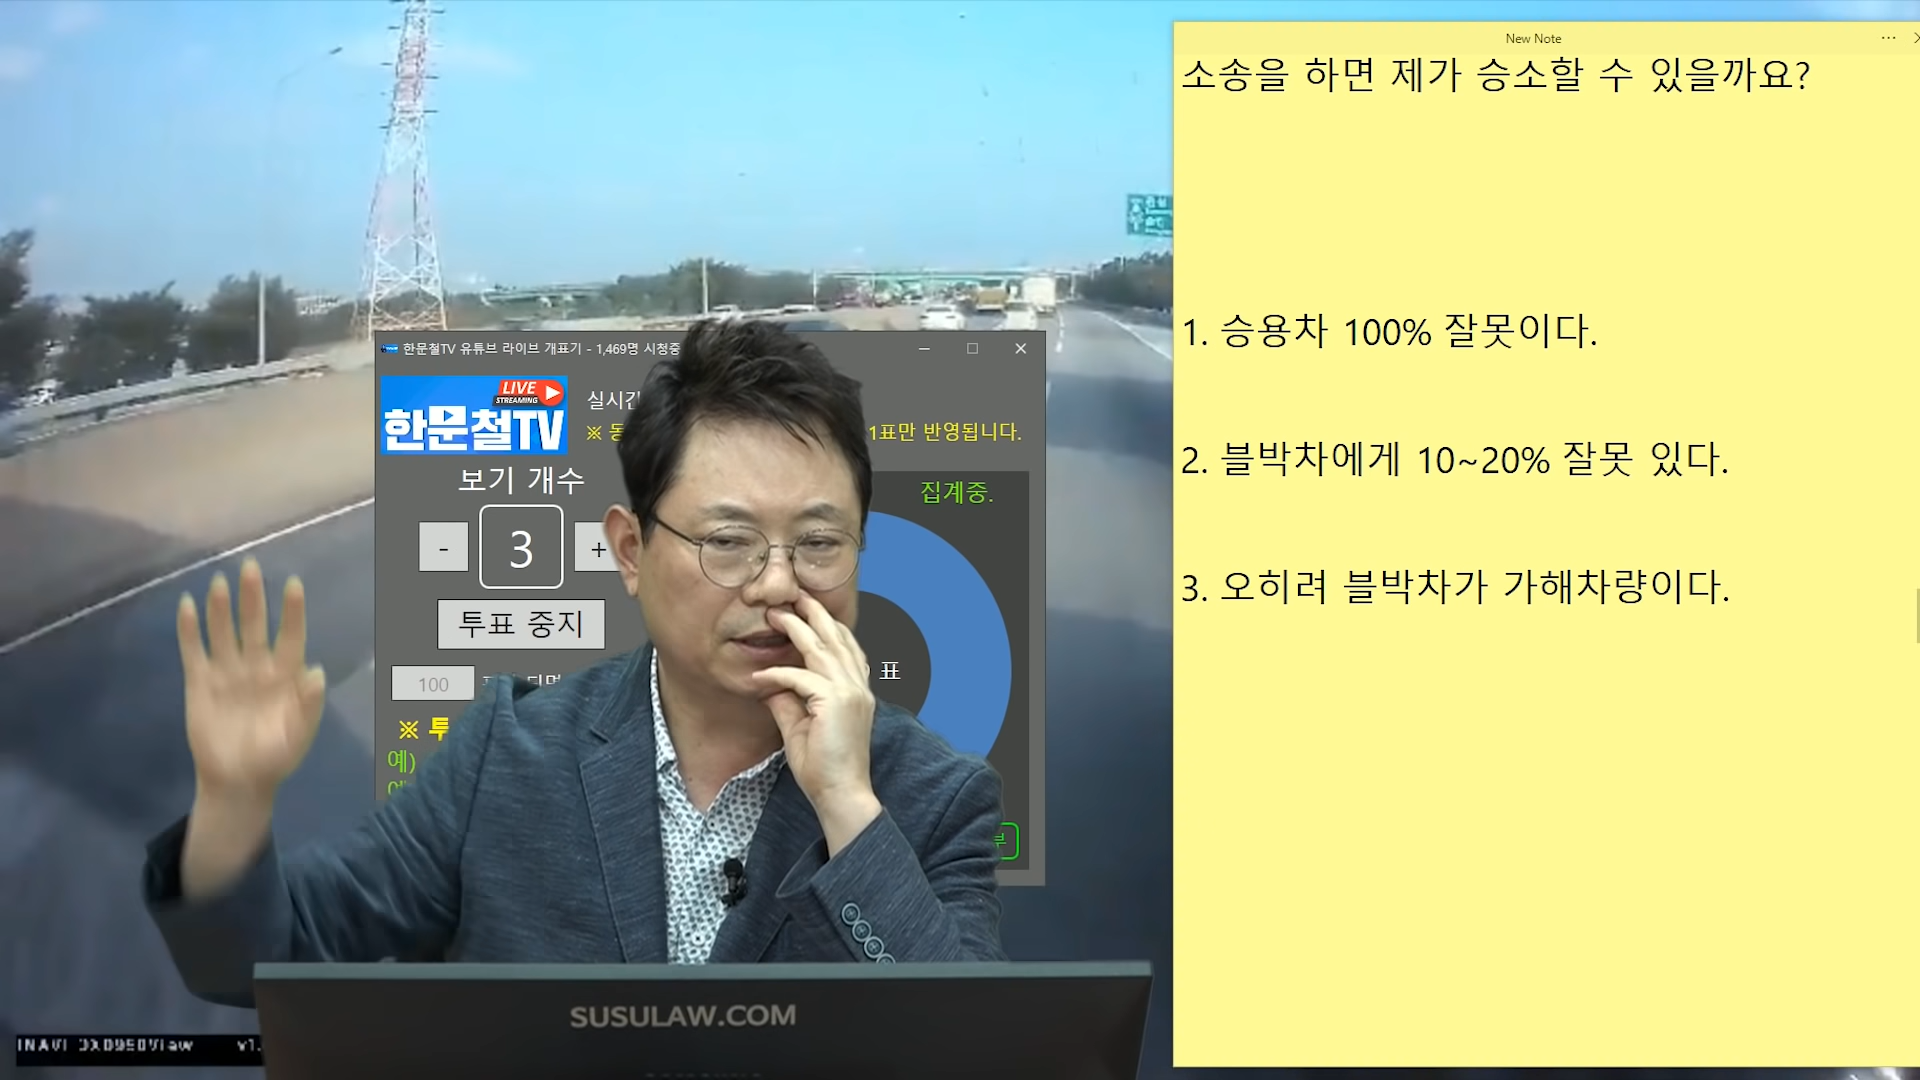 New Note
소송을 하면 제가 승소할 수 있을까요?
1. 승용차 100% 잘못이다.
2. 블박차에게 10~20% 잘못 있다.
3. 오히려 블박차가 가해차량이다.
한문철TV 유튜브 라이브 개표기 - 1,469명 시청중
LIVE
STREAMING
한문철TV
실시간
※ 동
1표만 반영됩니다.
보기 개수
집계중.
- 3 +
투표 중지
표
100
※ 투
예)
부
SUSULAW.COM
INAVI